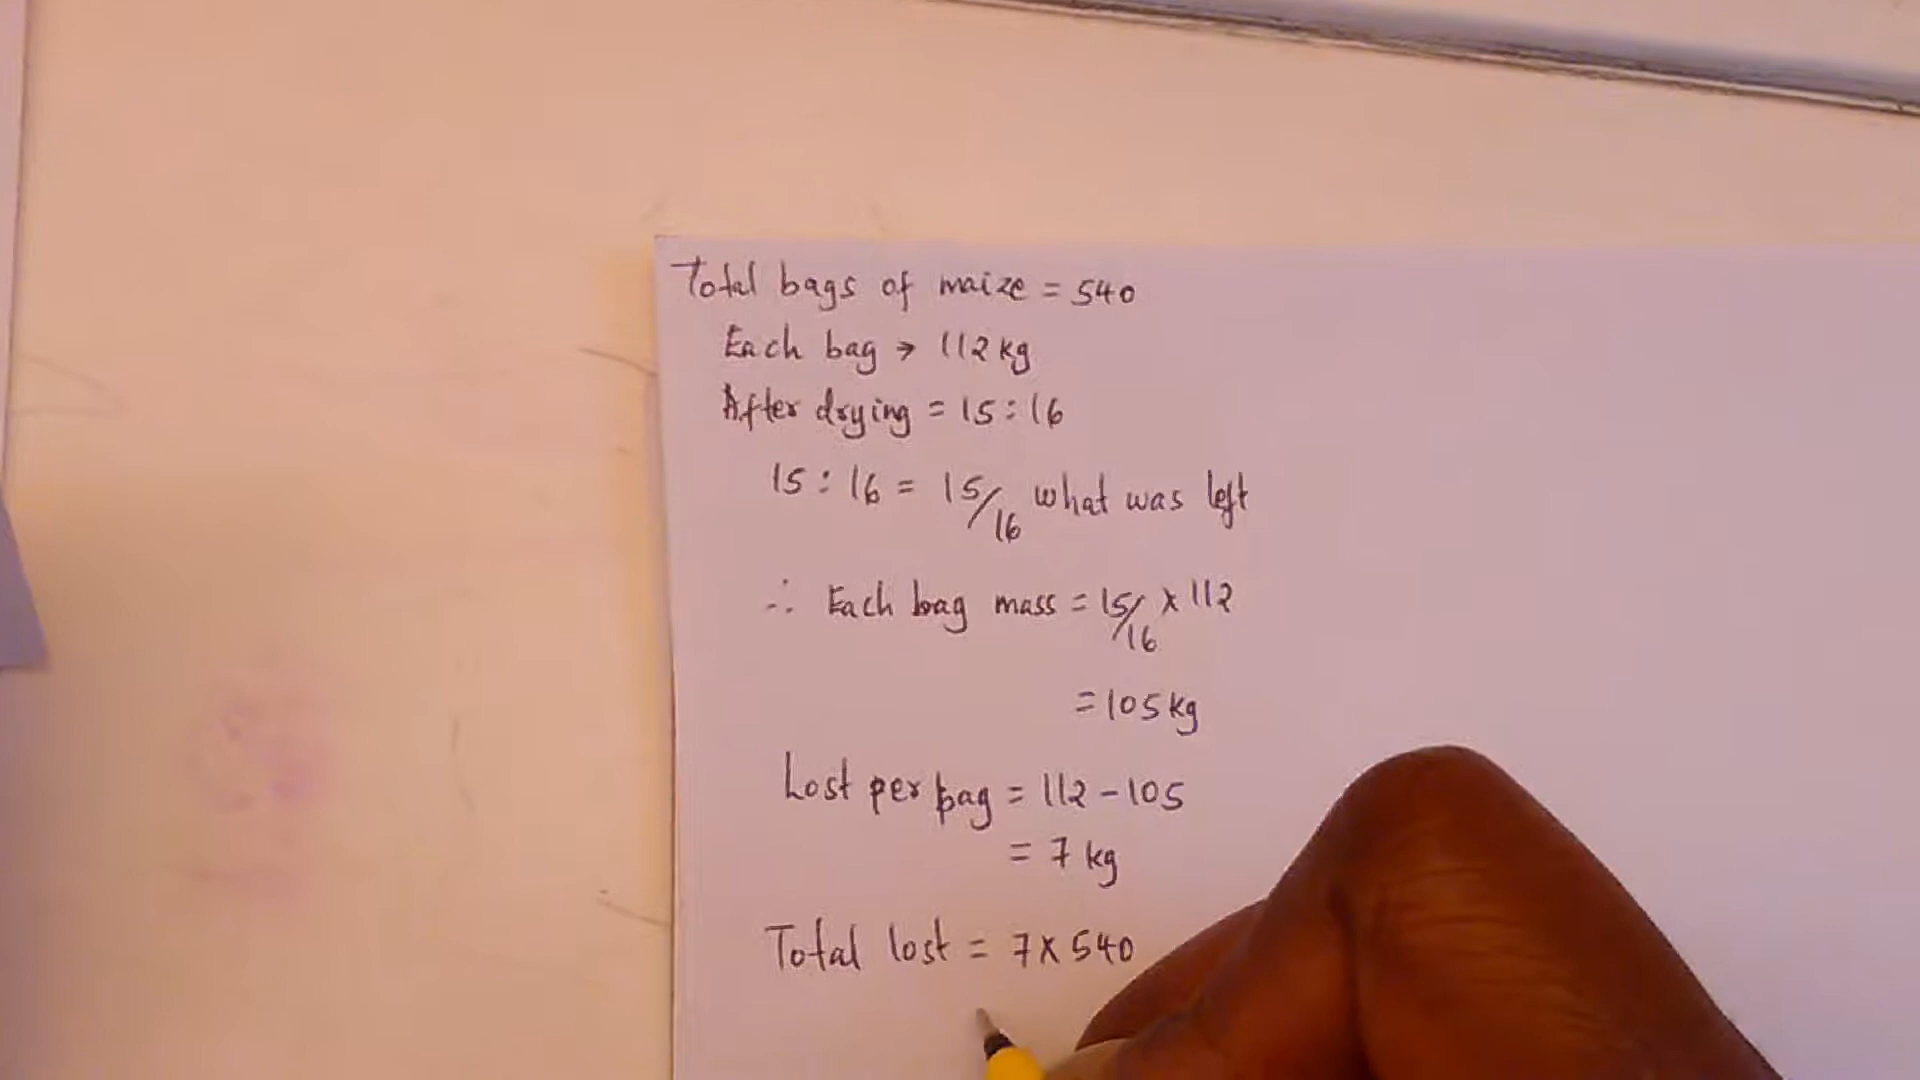 Total bags of maize = 540
Each bag → 112 kg
After drying = 15 : 16
15 : 16 = 15/16 what was left
∴ Each bag mass = 15/16 × 112
= 105 kg
Lost per bag = 112 - 105
= 7 kg
Total lost = 7 × 540